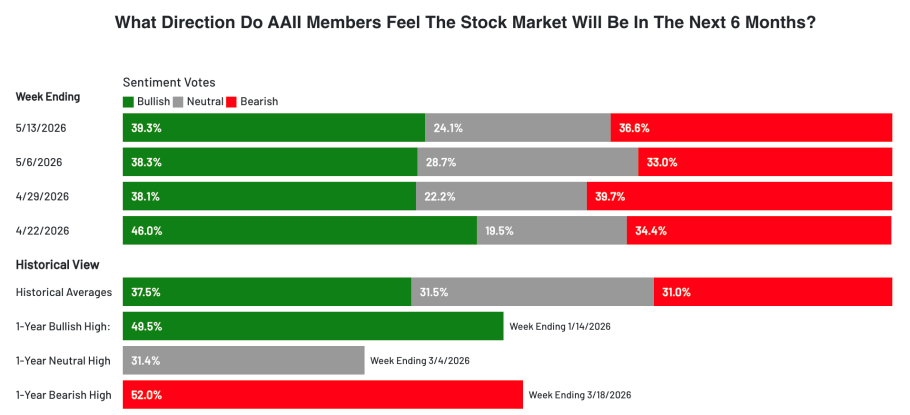 What Direction Do AAII Members Feel The Stock Market Will Be In The Next 6 Months?
Sentiment Votes
Week Ending
Bullish Neutral Bearish
5/13/2026 39.3% 24.1% 36.6%
5/6/2026 38.3% 28.7% 33.0%
4/29/2026 38.1% 22.2% 39.7%
4/22/2026 46.0% 19.5% 34.4%
Historical View
Historical Averages 37.5% 31.5% 31.0%
1-Year Bullish High: 49.5% Week Ending 1/14/2026
1-Year Neutral High 31.4% Week Ending 3/4/2026
1-Year Bearish High 52.0% Week Ending 3/18/2026